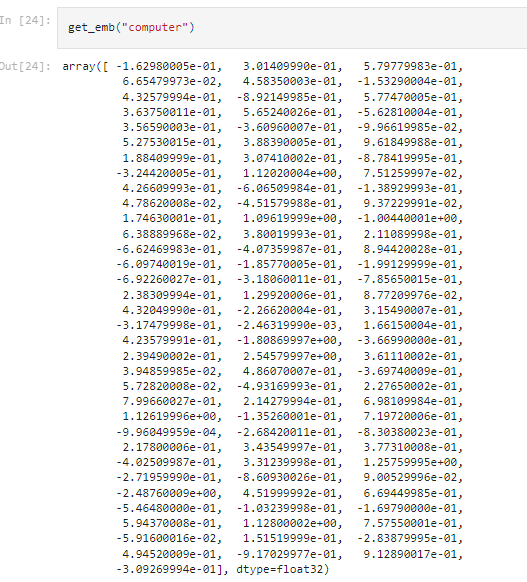 In [24]: get_emb("computer")
Out[24]: array([ -1.62980005e-01, 3.01409990e-01, 5.79779983e-01,
6.65479973e-02, 4.58350003e-01, -1.53290004e-01,
4.32579994e-01, -8.92149985e-01, 5.77470005e-01,
3.63750011e-01, 5.65240026e-01, -5.62810004e-01,
3.56590003e-01, -3.60960007e-01, -9.96619985e-02,
5.27530015e-01, 3.88390005e-01, 9.61849988e-01,
1.88409999e-01, 3.07410002e-01, -8.78419995e-01,
-3.24420005e-01, 1.12020004e+00, 7.51259997e-02,
4.26609993e-01, -6.06509984e-01, -1.38929993e-01,
4.78620008e-02, -4.51579988e-01, 9.37229991e-02,
1.74630001e-01, 1.09619999e+00, -1.00440001e+00,
6.38889968e-02, 3.80019993e-01, 2.11089998e-01,
-6.62469983e-01, -4.07359987e-01, 8.94420028e-01,
-6.09740019e-01, -1.85770005e-01, -1.99129999e-01,
-6.92260027e-01, -3.18060011e-01, -7.85650015e-01,
2.38309994e-01, 1.29920006e-01, 8.77209976e-02,
4.32049990e-01, -2.26620004e-01, 3.15490007e-01,
-3.17479998e-01, -2.46319990e-03, 1.66150004e-01,
4.23579991e-01, -1.80869997e+00, -3.66990000e-01,
2.39490002e-01, 2.54579997e+00, 3.61110002e-01,
3.94859985e-02, 4.86070007e-01, -3.69740009e-01,
5.72820008e-02, -4.93169993e-01, 2.27650002e-01,
7.99660027e-01, 2.14279994e-01, 6.98109984e-01,
1.12619996e+00, -1.35260001e-01, 7.19720006e-01,
-9.96049959e-04, -2.68420011e-01, -8.30380023e-01,
2.17800006e-01, 3.43549997e-01, 3.77310008e-01,
-4.02509987e-01, 3.31239998e-01, 1.25759995e+00,
-2.71959990e-01, -8.60930026e-01, 9.00529996e-02,
-2.48760009e+00, 4.51999992e-01, 6.69449985e-01,
-5.46480000e-01, -1.03239998e-01, -1.69790000e-01,
5.94370008e-01, 1.12800002e+00, 7.57550001e-01,
-5.91600016e-02, 1.51519999e-01, -2.83879995e-01,
4.94520009e-01, -9.17029977e-01, 9.12890017e-01,
-3.09269994e-01], dtype=float32)